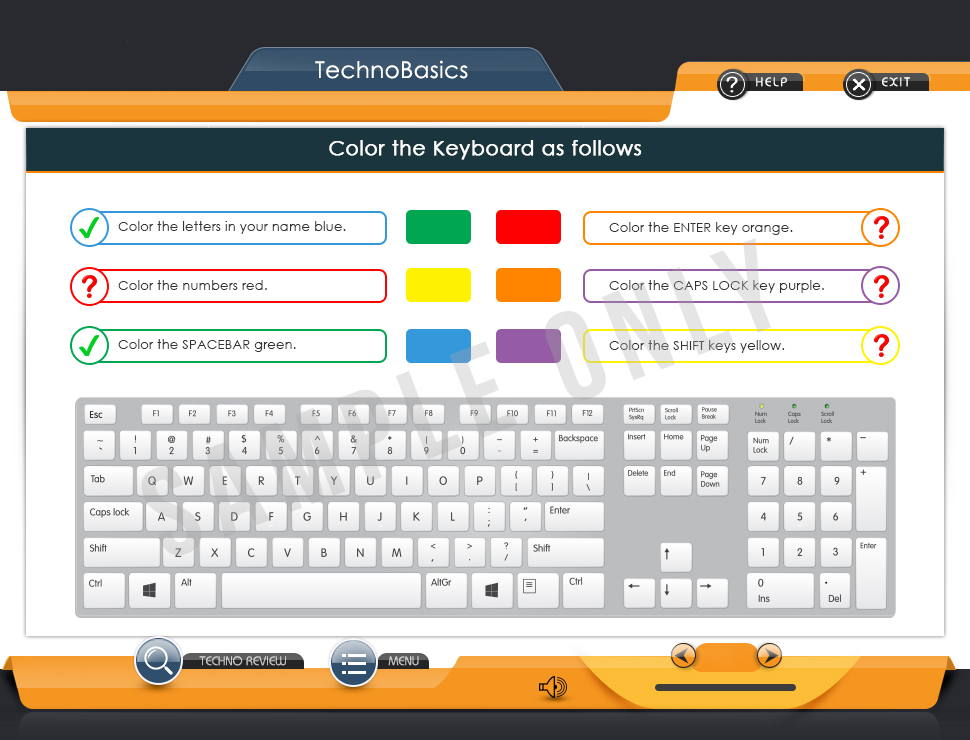 TechnoBasics
? HELP
EXIT
Color the Keyboard as follows
Color the letters in your name blue.
Color the ENTER key orange. ?
? Color the numbers red.
Color the CAPS LOCK key purple. ?
Color the SPACEBAR green.
Color the SHIFT keys yellow. ?
SAMPLE ONLY
Esc F1 F2 F3 F4 F5 F6 F7 F8 F9 F10 F11 F12 PrtScn Scroll Pause Num Caps Scroll
SysRq Lock Break Lock Lock Lock
~ ! @ # $ % ^ & * ( ) - + Backspace Insert Home Page Num / * –
` 1 2 3 4 5 6 7 8 9 0 - = Up Lock
Tab Q W E R T Y U I O P { } | Delete End Page 7 8 9 +
[ ] \ Down
Caps lock A S D F G H J K L : “ Enter 4 5 6
; ,
Shift Z X C V B N M < > ? Shift ↑ 1 2 3 Enter
, . /
Ctrl Alt AltGr Ctrl ← ↓ → 0 .
Ins Del
TECHNO REVIEW
MENU